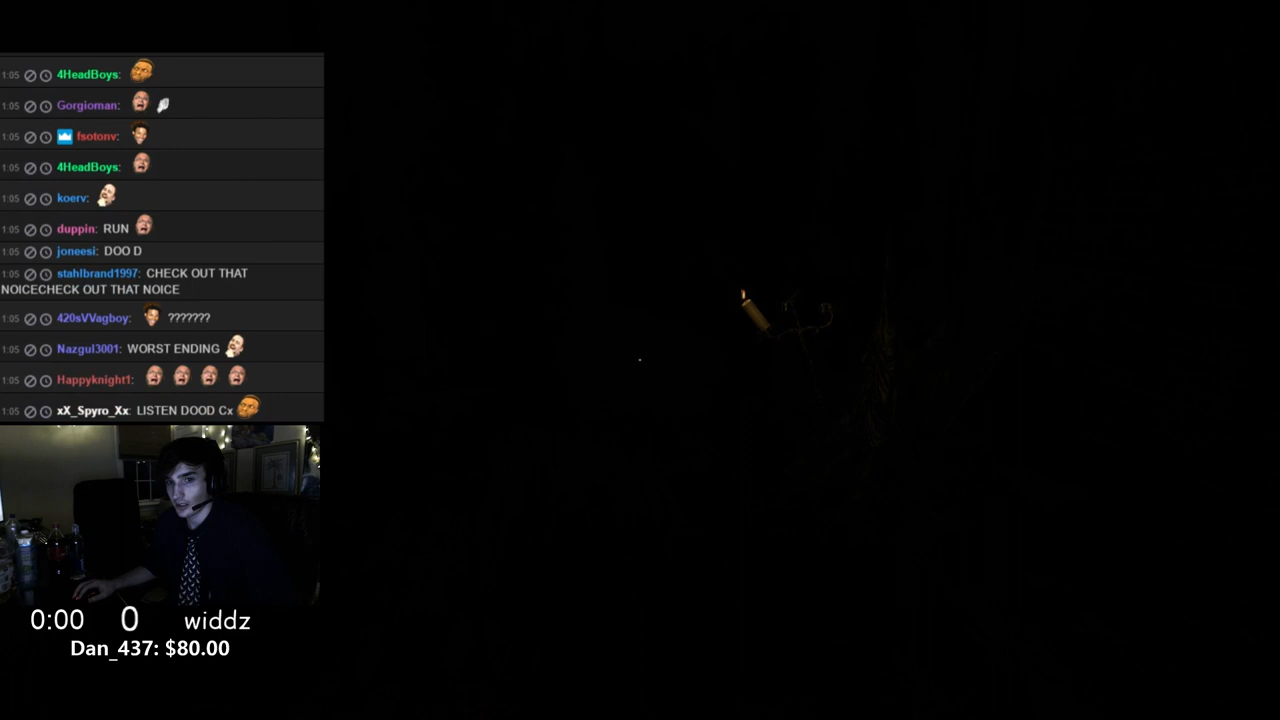 1:05 4HeadBoys:
1:05 Gorgioman:
1:05 fsotonv:
1:05 4HeadBoys:
1:05 koerv:
1:05 duppin: RUN
1:05 joneesi: DOO D
1:05 stahlbrand1997: CHECK OUT THAT
NOICECHECK OUT THAT NOICE
1:05 420sVVagboy: ???????
1:05 Nazgul3001: WORST ENDING
1:05 Happyknight1:
1:05 xX_Spyro_Xx: LISTEN DOOD Cx
0:00 0 widdz
Dan_437: $80.00